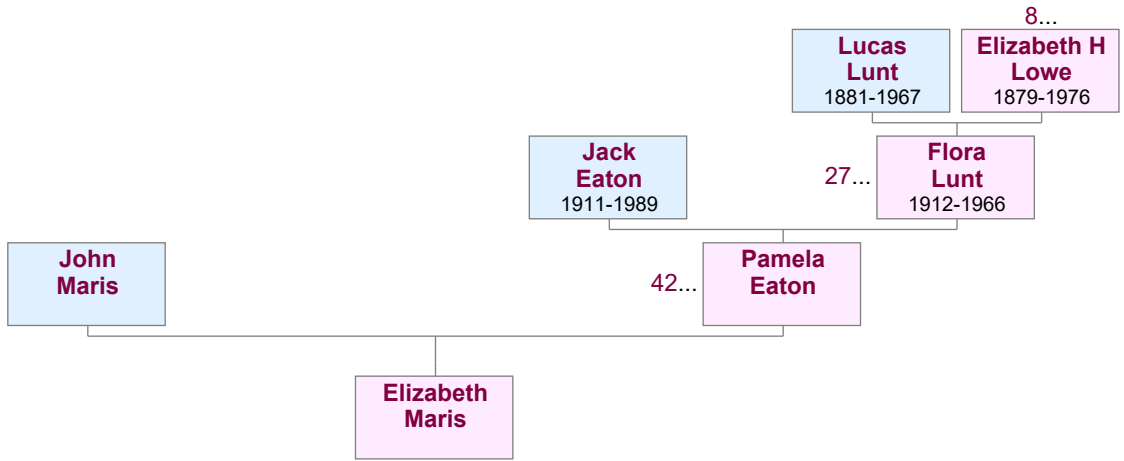 8...
Lucas
Lunt
1881-1967
Elizabeth H
Lowe
1879-1976
Jack
Eaton
1911-1989
27...
Flora
Lunt
1912-1966
John
Maris
42...
Pamela
Eaton
Elizabeth
Maris